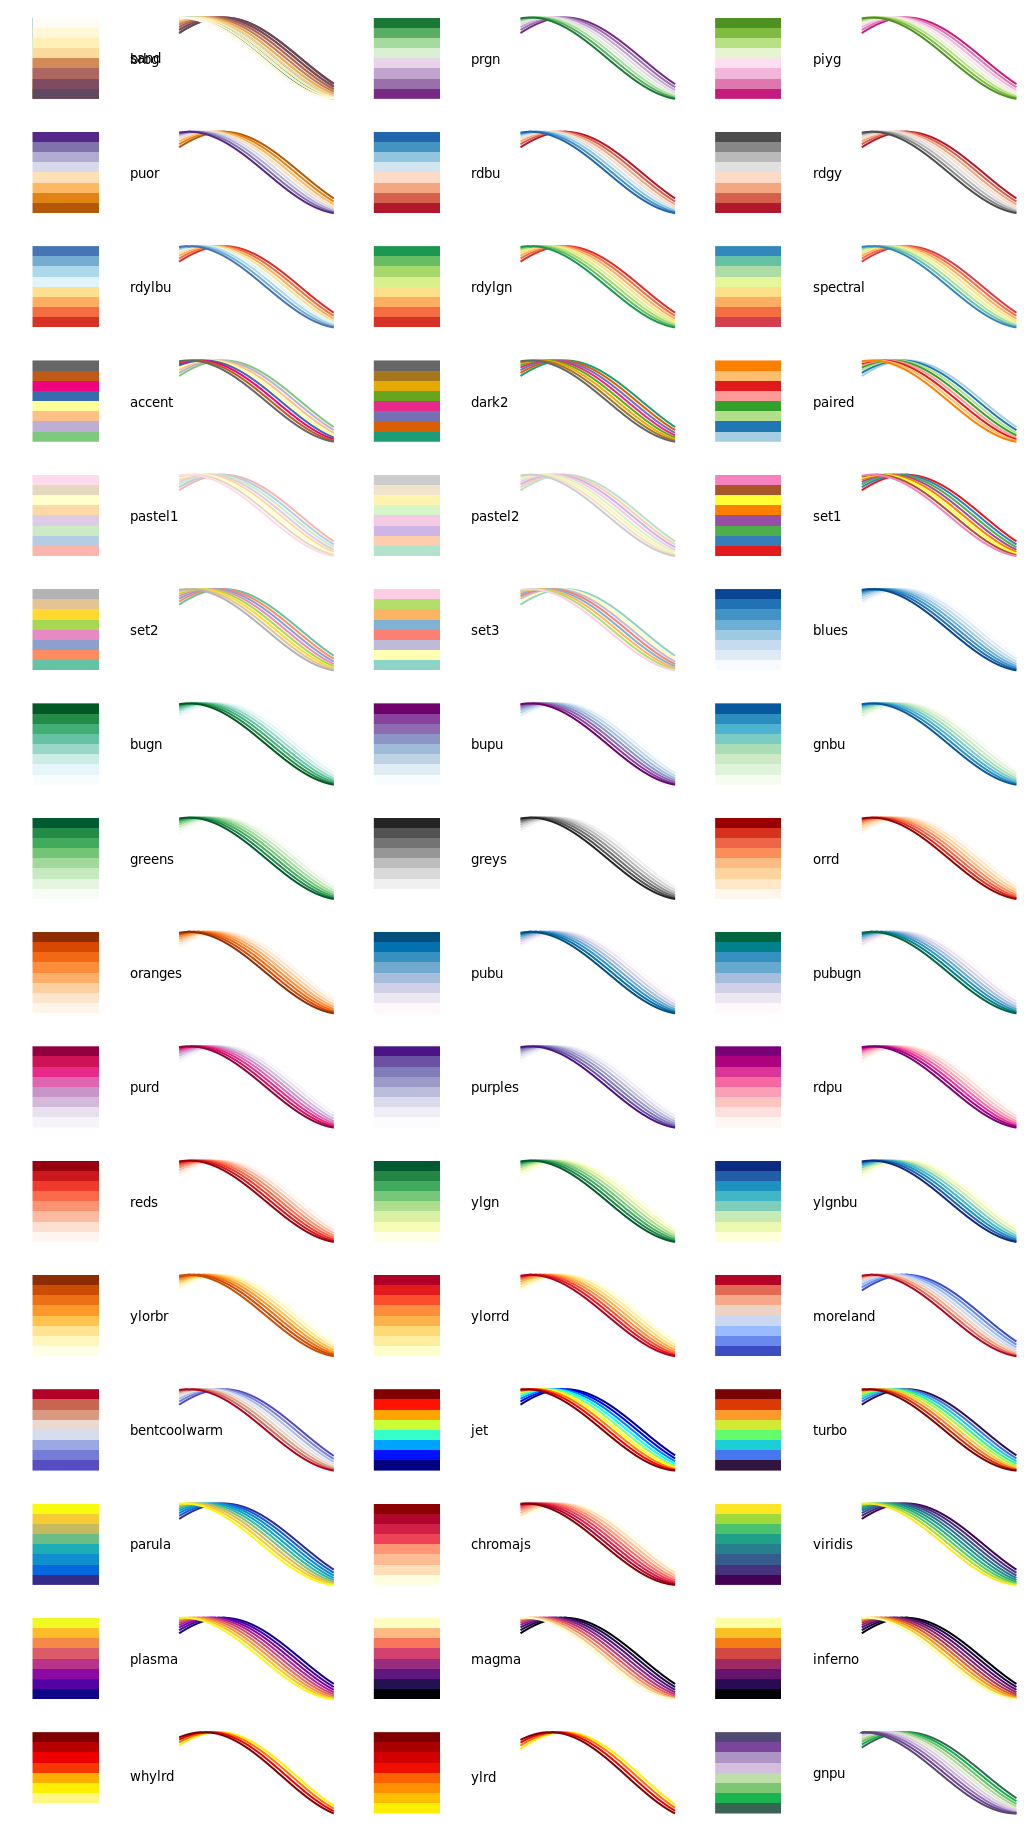 prgn
piyg
puor
rdbu
rdgy
rdylbu
rdylgn
spectral
accent
dark2
paired
pastel1
pastel2
set1
set2
set3
blues
bugn
bupu
gnbu
greens
greys
orrd
oranges
pubu
pubugn
purd
purples
rdpu
reds
ylgn
ylgnbu
ylorbr
ylorrd
moreland
bentcoolwarm
jet
turbo
parula
chromajs
viridis
plasma
magma
inferno
whylrd
ylrd
gnpu